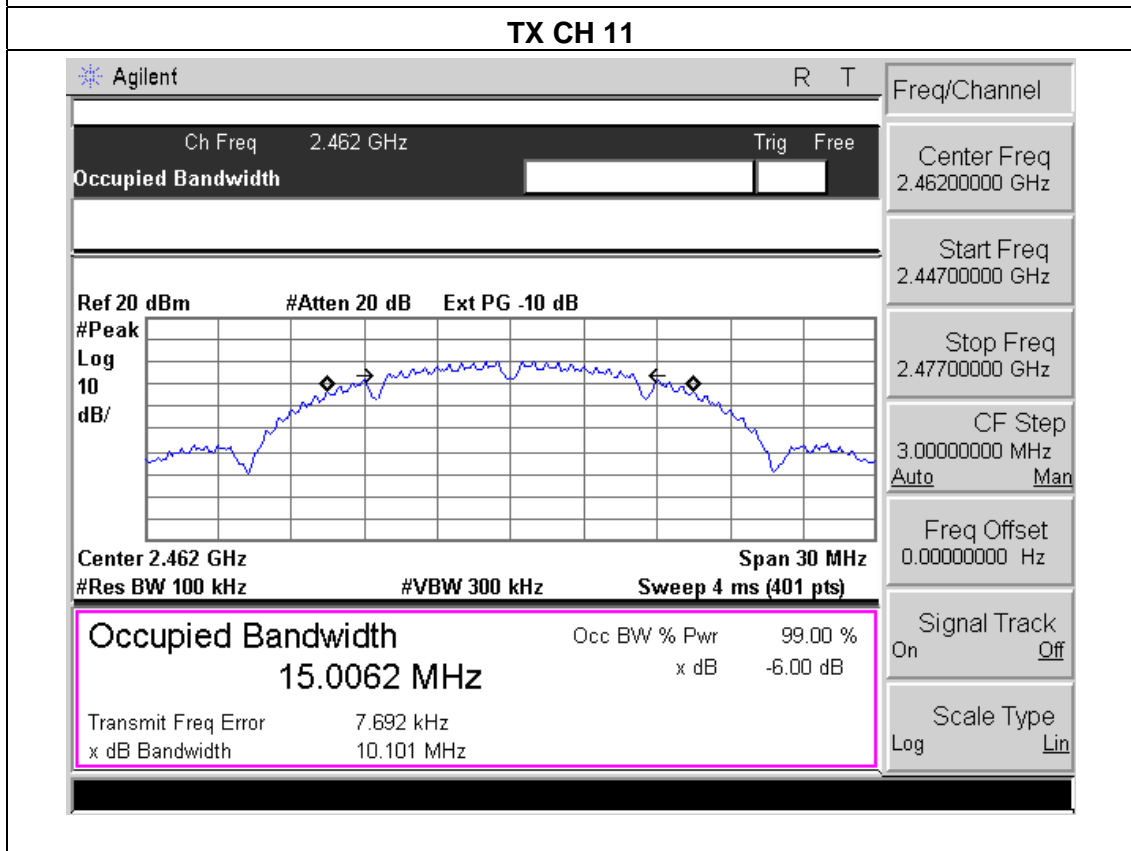 TX CH 11
Agilent R T
Ch Freq 2.462 GHz Trig Free
Occupied Bandwidth
Ref 20 dBm #Atten 20 dB Ext PG -10 dB
#Peak
Log
10
dB/
Center 2.462 GHz Span 30 MHz
#Res BW 100 kHz #VBW 300 kHz Sweep 4 ms (401 pts)
Occupied Bandwidth Occ BW % Pwr 99.00 %
15.0062 MHz x dB -6.00 dB
Transmit Freq Error 7.692 kHz
x dB Bandwidth 10.101 MHz
Freq/Channel
Center Freq
2.46200000 GHz
Start Freq
2.44700000 GHz
Stop Freq
2.47700000 GHz
CF Step
3.00000000 MHz
Auto Man
Freq Offset
0.00000000 Hz
Signal Track
On Off
Scale Type
Log Lin